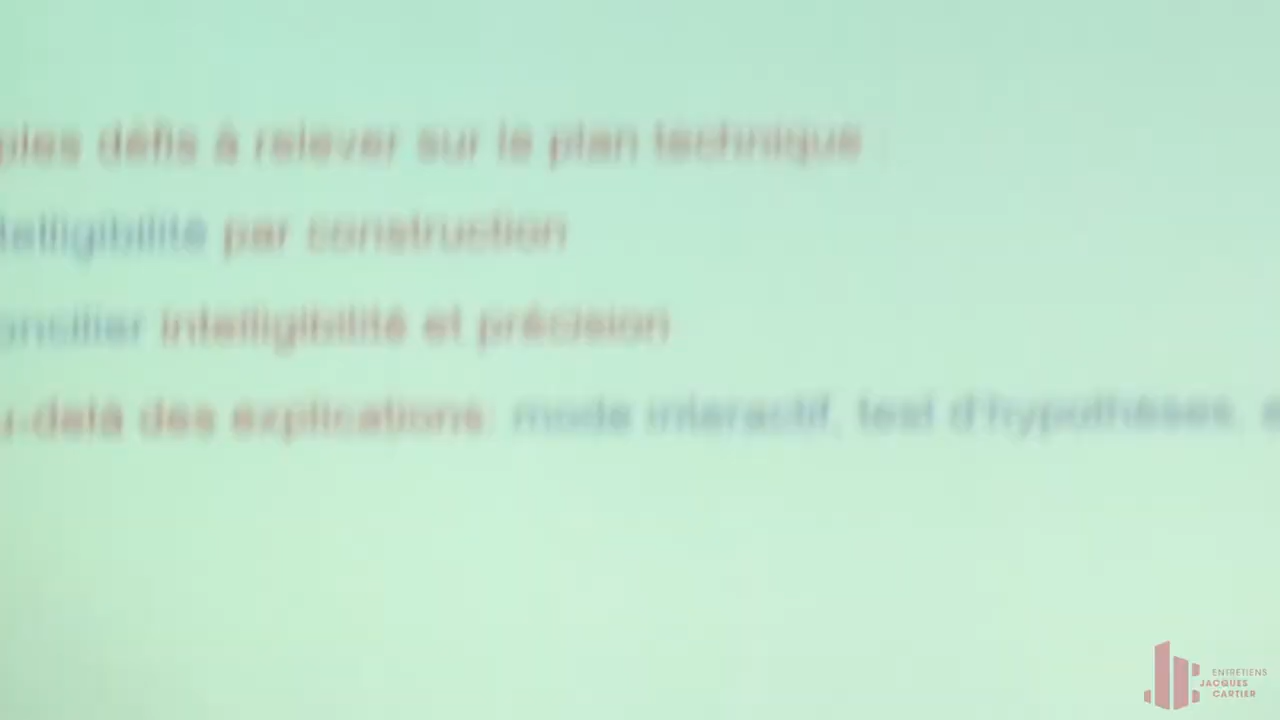 défis à relever sur le plan technique
par construction
intelligibilité et précision
des explications: mode interactif, test d'hypothèses,
ENTRETIENS
JACQUES
CARTIER